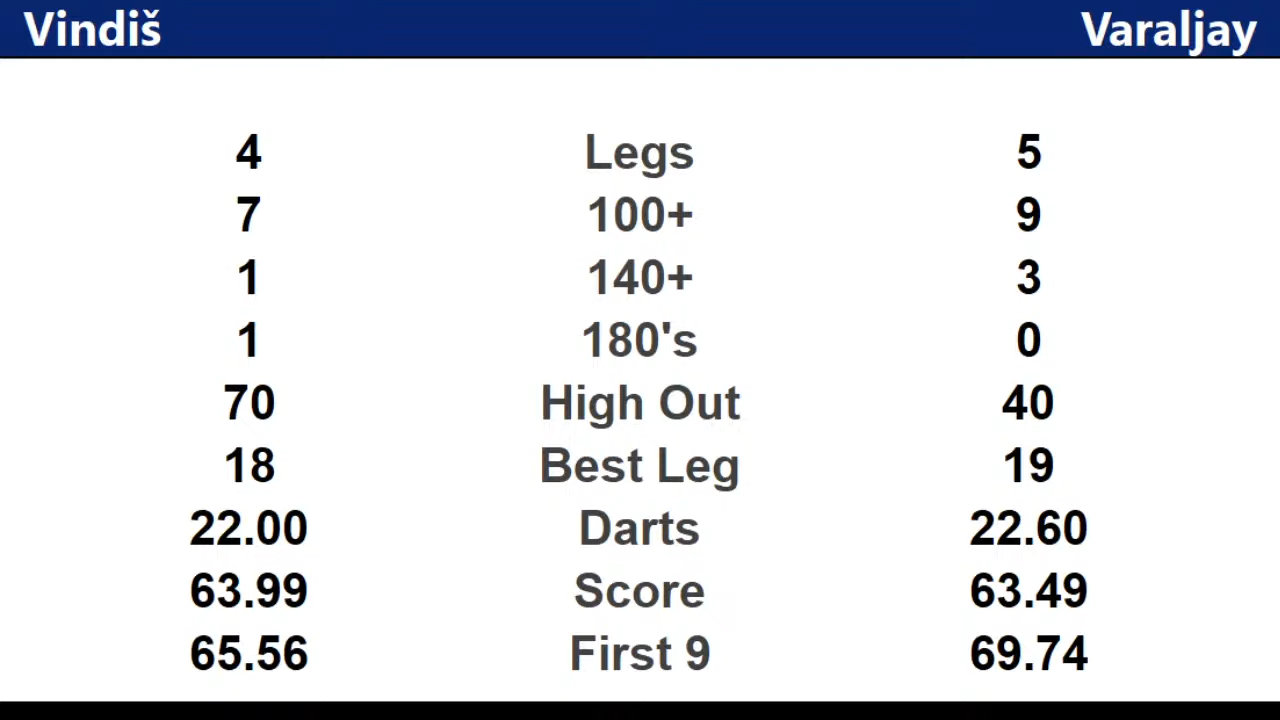 Vindiš Varaljay
4 Legs 5
7 100+ 9
1 140+ 3
1 180's 0
70 High Out 40
18 Best Leg 19
22.00 Darts 22.60
63.99 Score 63.49
65.56 First 9 69.74